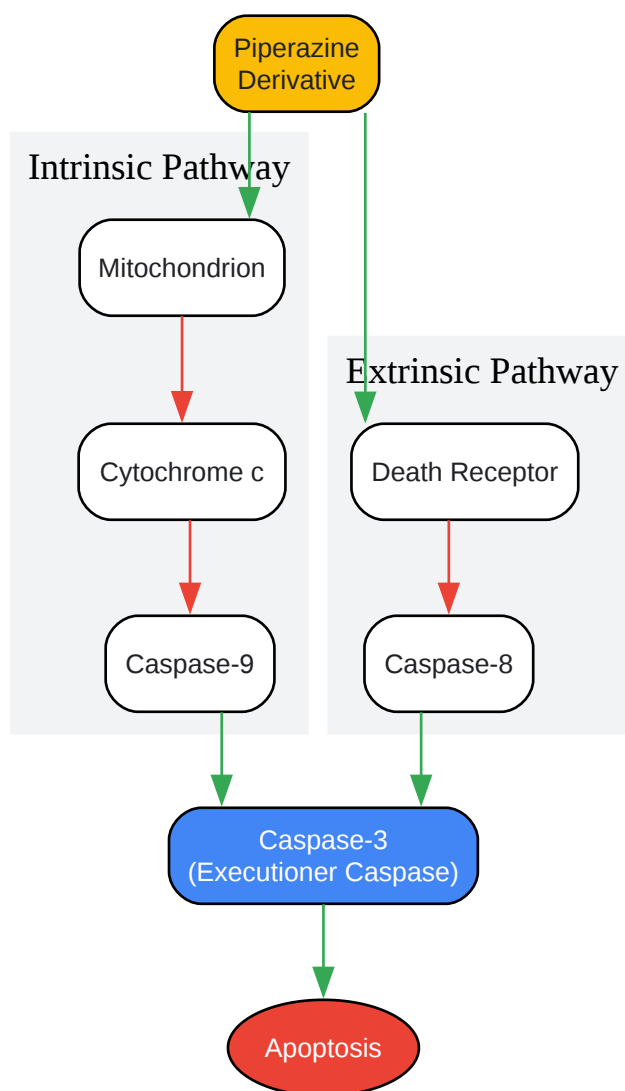 Piperazine
Derivative
Intrinsic Pathway
Mitochondrion
Extrinsic Pathway
Cytochrome c
Death Receptor
Caspase-9
Caspase-8
Caspase-3
(Executioner Caspase)
Apoptosis